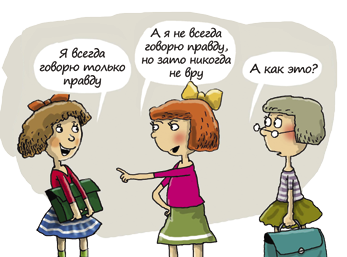 Я всегда
говорю только
правду
А я не всегда
говорю правду,
но зато никогда
не вру
А как это?